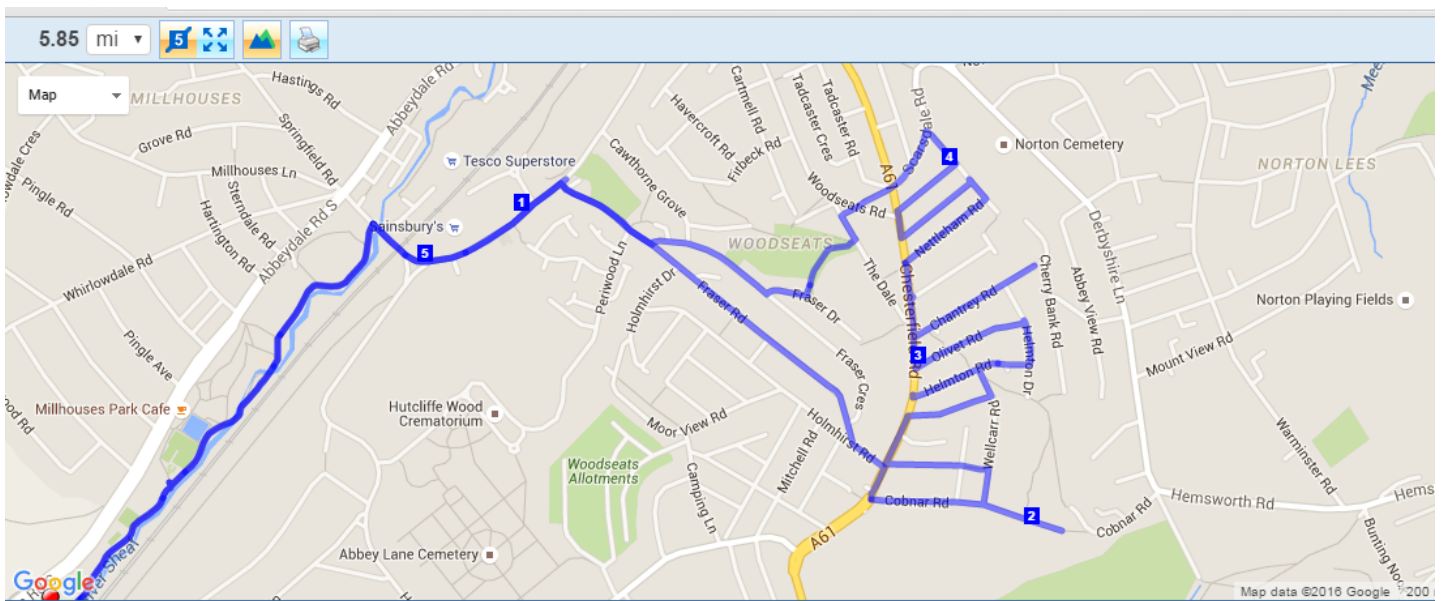 5.85 mi
5
Map
MILLHOUSES
Hastings Rd
Abbeydale Rd
Grove Rd
Springfield Rd
Millhouses Ln
Pingle Rd
Sterndale Rd
Hartington Rd
Abbeydale Rd S
Whirlowdale Rd
Pingle Ave
Millhouses Park Cafe
Tesco Superstore
Sainsbury's
1
5
Cawthorne Grove
Havercroft Rd
Firbeck Rd
Cartmell Rd
Tadcaster Cres
Tadcaster Rd
Woodseats Rd
WOODSEATS
A61
Scarsdale Rd
4
Norton Cemetery
NORTON LEES
Nettleham Rd
Derbyshire Ln
Periwood Ln
Holmhirst Dr
Fraser Rd
Fraser Dr
Fraser Cres
The Dale
Chesterfield Rd
Chantrey Rd
Cherry Bank Rd
Abbey View Rd
Norton Playing Fields
3
Olivet Rd
Helmton Rd
Helmton Dr
Mount View Rd
Hutcliffe Wood
Crematorium
Moor View Rd
Holmhirst Rd
Mitchell Rd
Wellcarr Rd
Warminster Rd
Woodseats
Allotments
Camping Ln
Cobnar Rd
2
Cobnar Rd
Hemsworth Rd
Hems
A61
Abbey Lane Cemetery
Google
Map data ©2016 Google
200